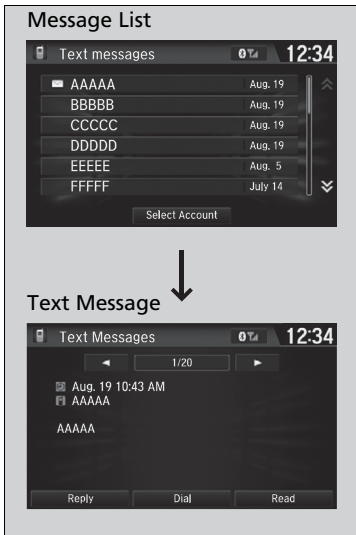 Message List
Text messages 12:34
AAAAA Aug. 19
BBBBB Aug. 19
CCCCC Aug. 19
DDDDD Aug. 19
EEEEE Aug. 5
FFFFF July 14
Select Account
Text Message
Text Messages 12:34
1/20
Aug. 19 10:43 AM
AAAAA
AAAAA
Reply Dial Read